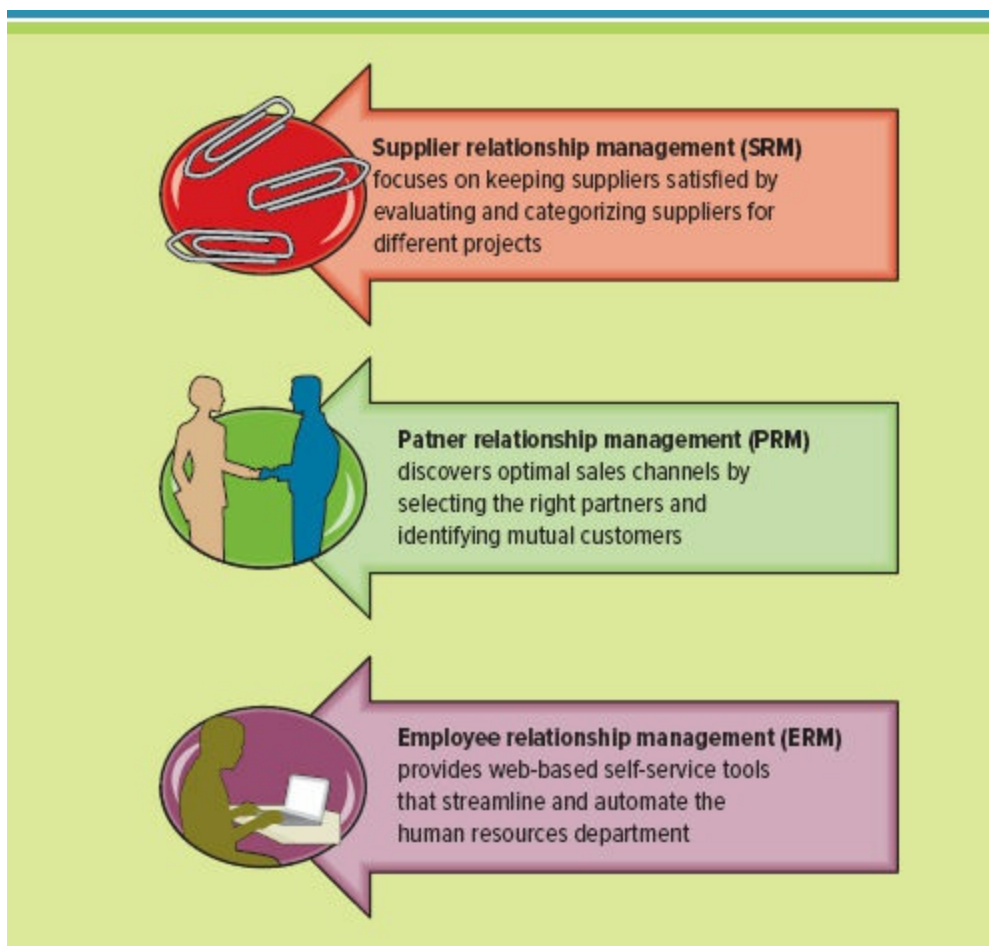 Supplier relationship management (SRM)
focuses on keeping suppliers satisfied by
evaluating and categorizing suppliers for
different projects
Patner relationship management (PRM)
discovers optimal sales channels by
selecting the right partners and
identifying mutual customers
Employee relationship management (ERM)
provides web-based self-service tools
that streamline and automate the
human resources department